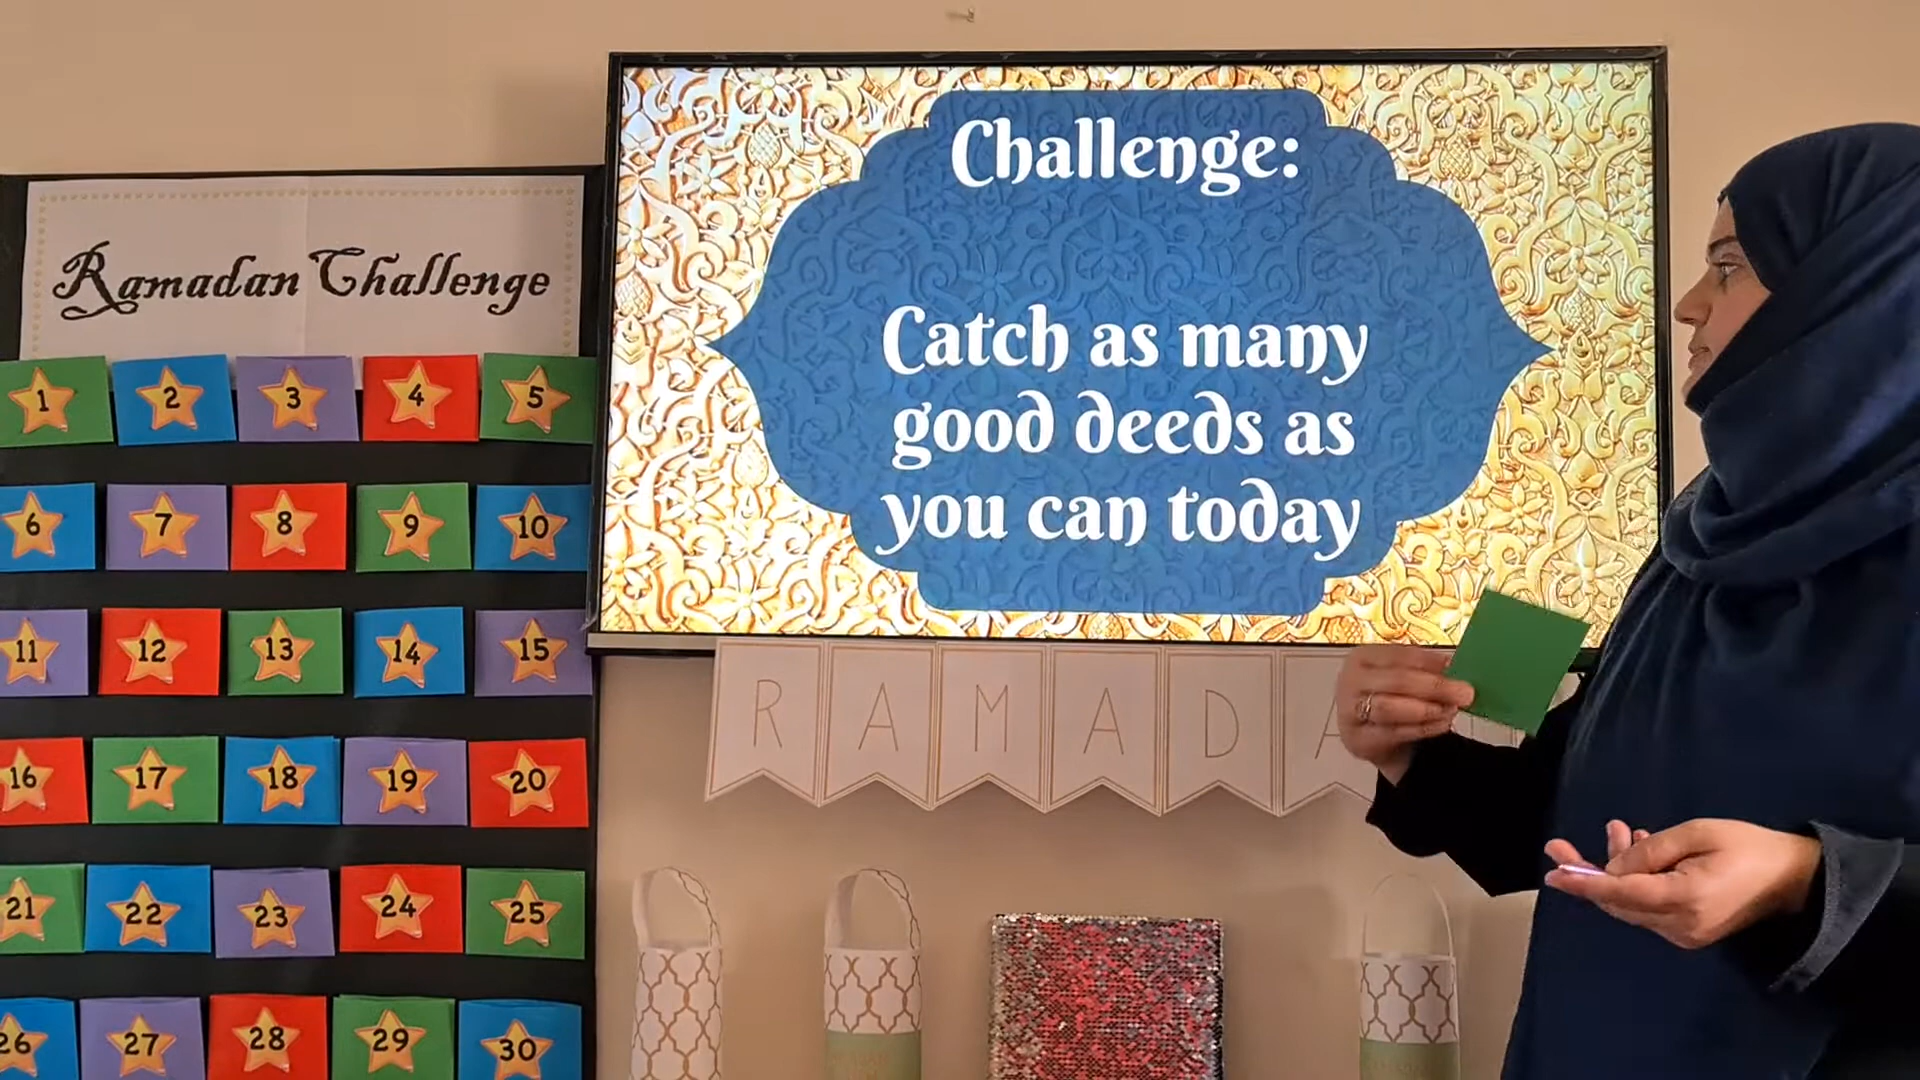 Ramadan Challenge
1 2 3 4 5
6 7 8 9 10
11 12 13 14 15
16 17 18 19 20
21 22 23 24 25
26 27 28 29 30
Challenge:
Catch as many
good deeds as
you can today
RAMADA